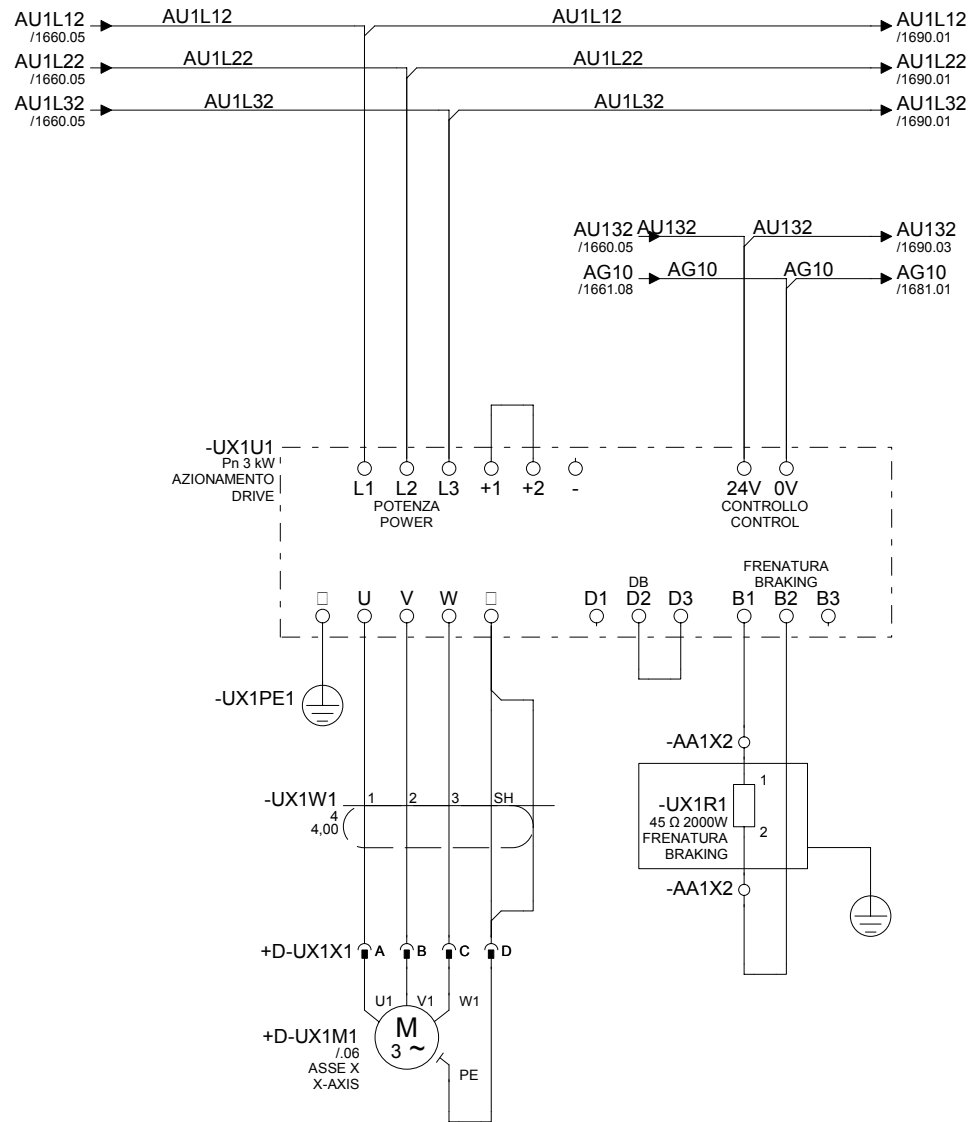 AU1L12 AU1L12 AU1L12 AU1L12
/1660.05 /1690.01
AU1L22 AU1L22 AU1L22 AU1L22
/1660.05 /1690.01
AU1L32 AU1L32 AU1L32 AU1L32
/1660.05 /1690.01
AU132 AU132 AU132 AU132
/1660.05 /1690.03
AG10 AG10 AG10 AG10
/1661.08 /1681.01
-UX1U1
Pn 3 kW
AZIONAMENTO
DRIVE
L1 L2 L3 +1 +2 - 24V 0V
POTENZA
POWER
CONTROLLO
CONTROL
FRENATURA
BRAKING
DB
□ U V W □ D1 D2 D3 B1 B2 B3
-UX1PE1
-AA1X2
-UX1W1 1 2 3 SH
4
4,00
1
-UX1R1
45 Ω 2000W
FRENATURA
BRAKING
2
-AA1X2
+D-UX1X1 A B C D
U1 V1 W1
+D-UX1M1
/.06
ASSE X
X-AXIS
M
3 ~
PE